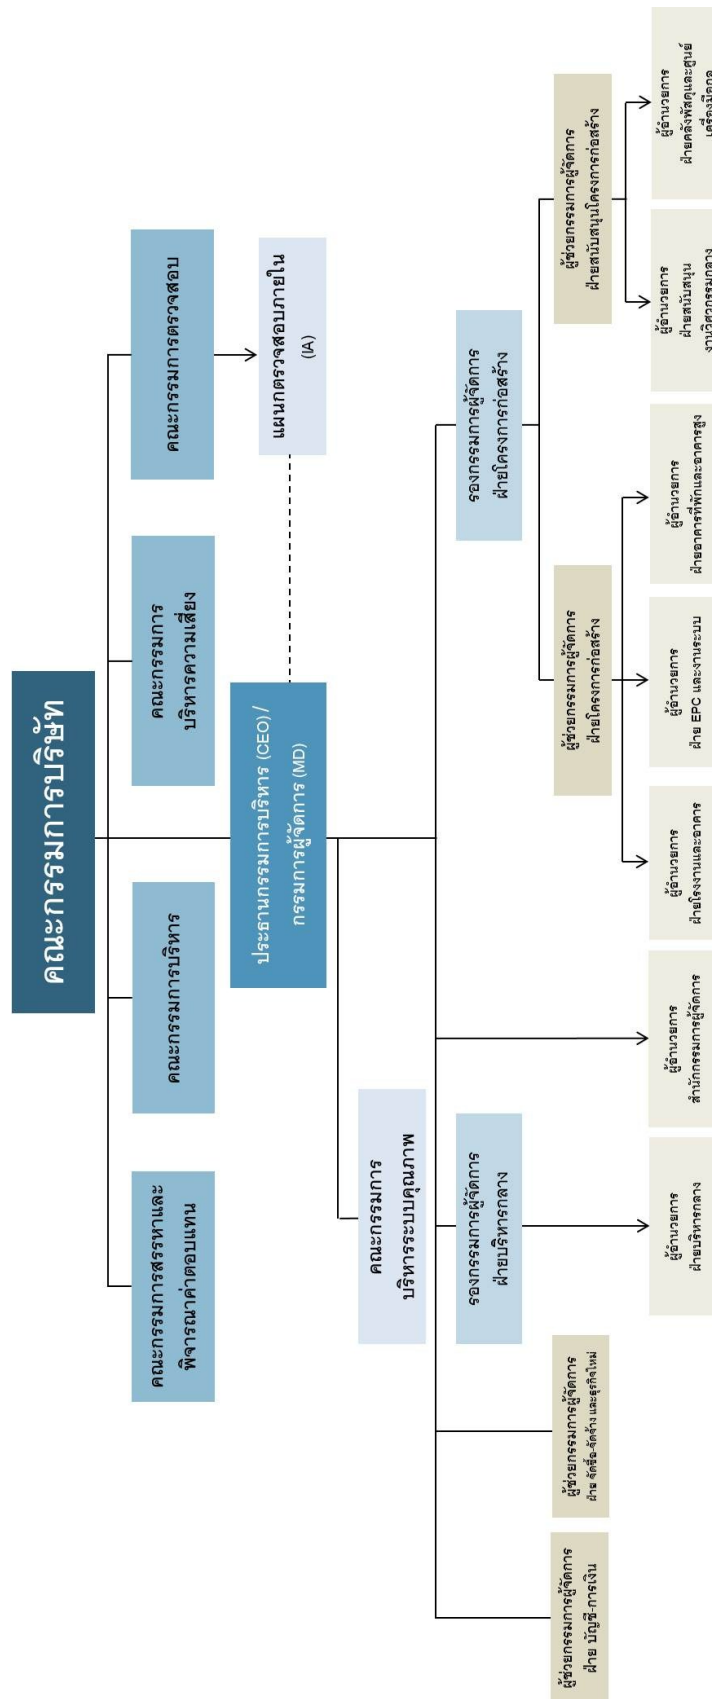 คณะกรรมการบริษัท
คณะกรรมการสรรหาและ
พิจารณาค่าตอบแทน
คณะกรรมการบริหาร
คณะกรรมการ
บริหารความเสี่ยง
คณะกรรมการตรวจสอบ
ประธานกรรมการบริหาร (CEO) /
กรรมการผู้จัดการ (MD)
แผนกตรวจสอบภายใน
(IA)
คณะกรรมการ
บริหารระบบคุณภาพ
รองกรรมการผู้จัดการ
ฝ่ายบริหารกลาง
รองกรรมการผู้จัดการ
ฝ่ายโครงการก่อสร้าง
ผู้ช่วยกรรมการผู้จัดการ
ฝ่าย บัญชี-การเงิน
ผู้ช่วยกรรมการผู้จัดการ
ฝ่าย จัดซื้อ-จัดจ้าง และธุรกิจใหม่
ผู้ช่วยกรรมการผู้จัดการ
ฝ่ายโครงการก่อสร้าง
ผู้ช่วยกรรมการผู้จัดการ
ฝ่ายสนับสนุนโครงการก่อสร้าง
ผู้อำนวยการ
ฝ่ายบริหารกลาง
ผู้อำนวยการ
สำนักกรรมการผู้จัดการ
ผู้อำนวยการ
ฝ่ายโรงงานและอาคาร
ผู้อำนวยการ
ฝ่าย EPC และงานระบบ
ผู้อำนวยการ
ฝ่ายอาคารที่พักและอาคารสูง
ผู้อำนวยการ
ฝ่ายสนับสนุน
งานวิศวกรรมกลาง
ผู้อำนวยการ
ฝ่ายคลังพัสดุและศูนย์
เครื่องมือกล